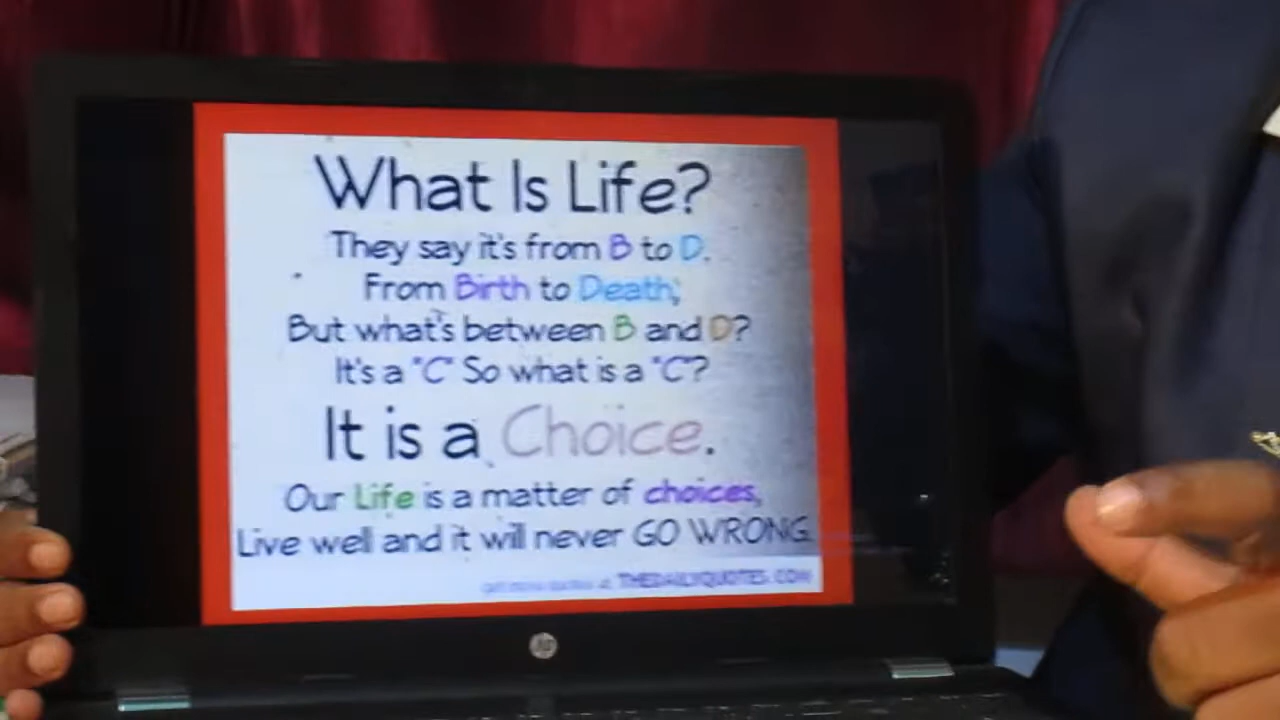 What Is Life?
They say it's from B to D.
From Birth to Death;
But what's between B and D?
It's a "C" So what is a "C"?
It is a Choice.
Our Life is a matter of choices,
Live well and it will never GO WRONG.
THEDAILYQUOTES.COM
hp